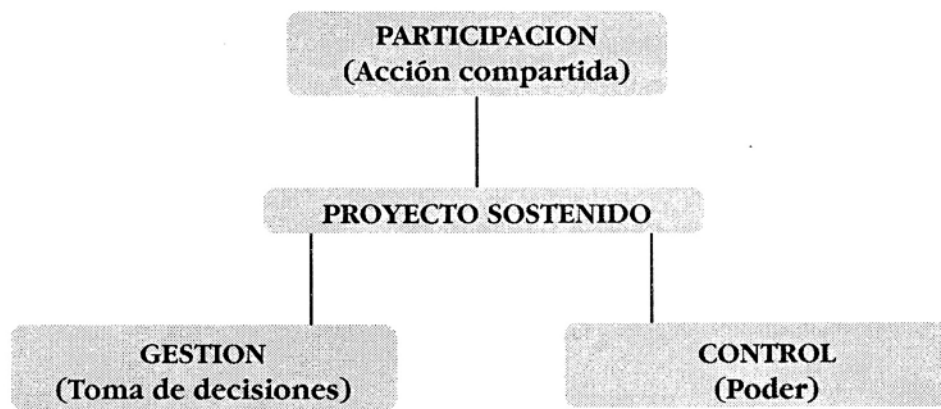 PARTICIPACION
(Acción compartida)
PROYECTO SOSTENIDO
GESTION
(Toma de decisiones)
CONTROL
(Poder)